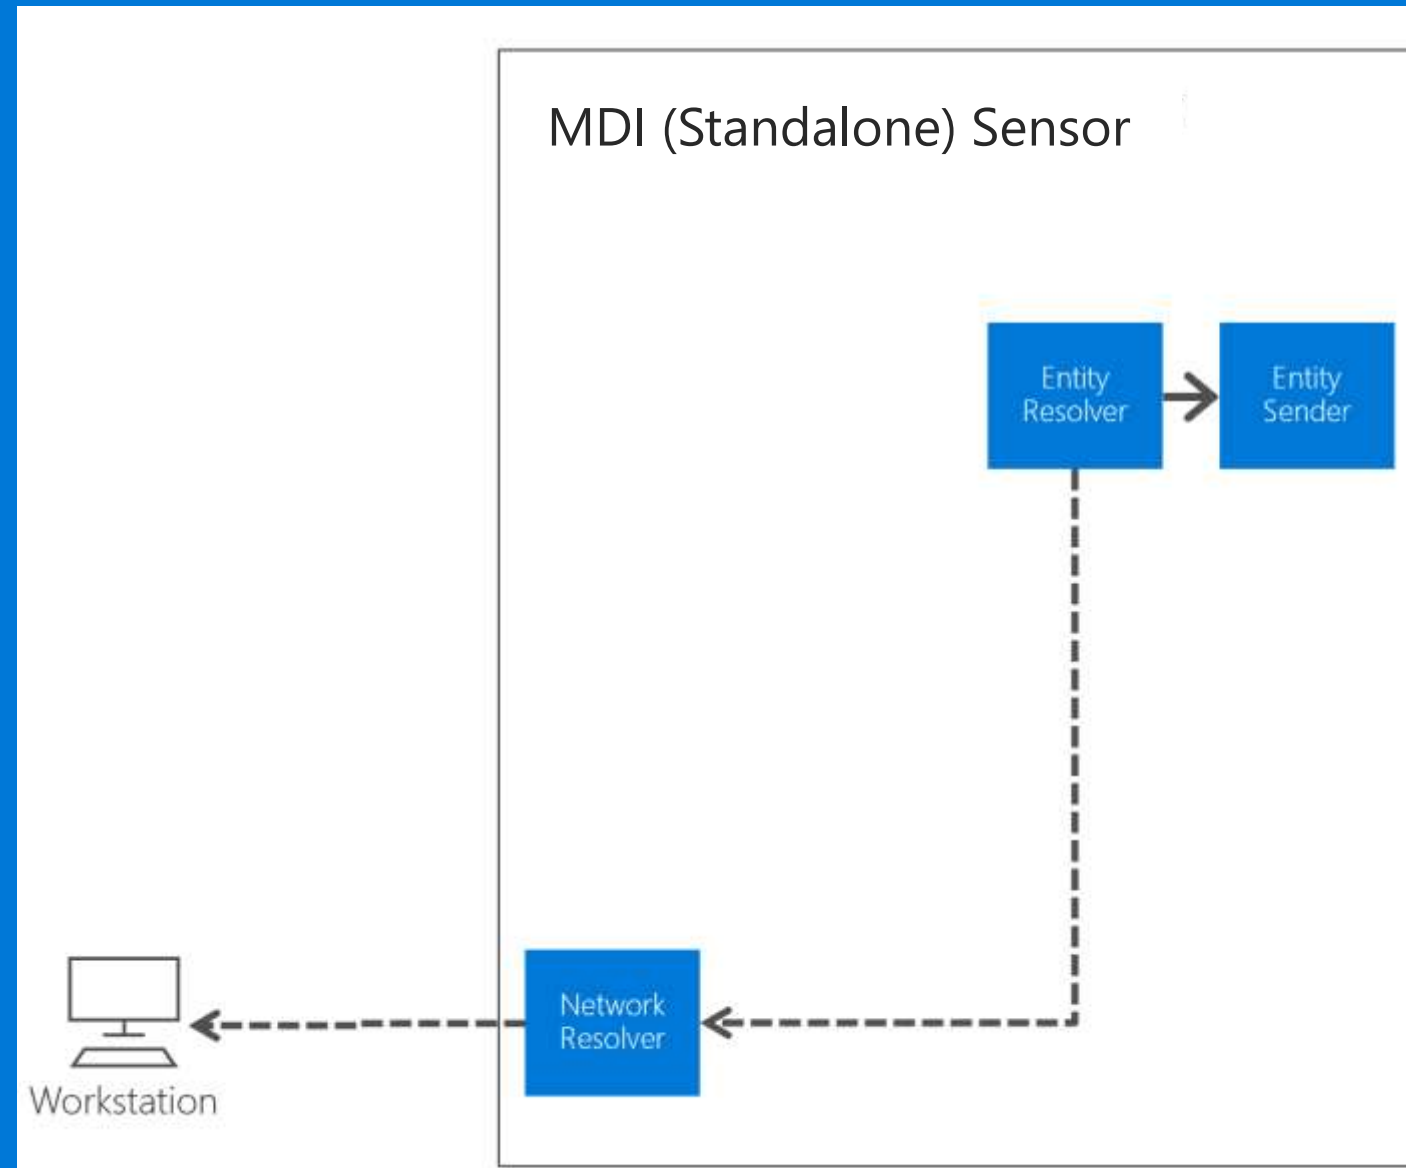 MDI (Standalone) Sensor
Entity
Resolver
Entity
Sender
Network
Resolver
Workstation